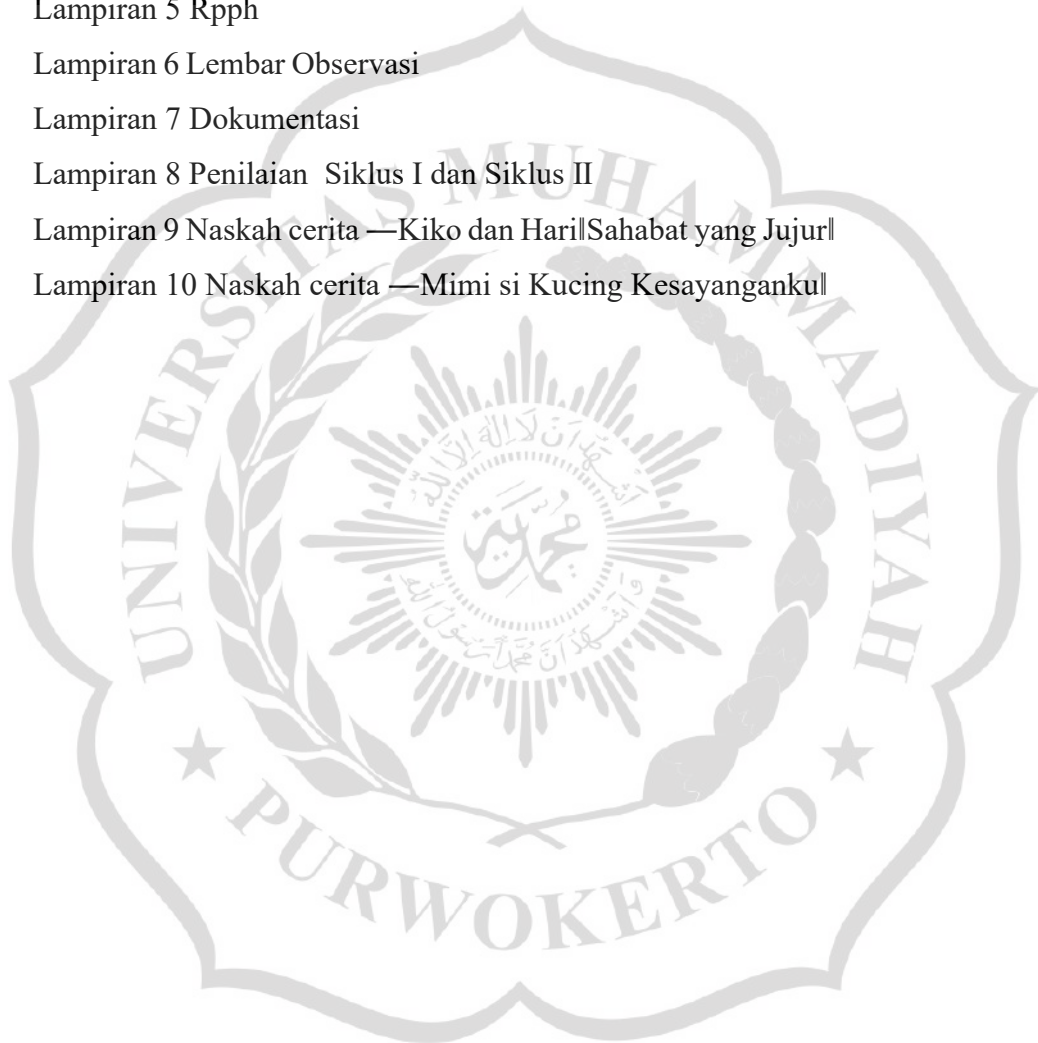 Lampiran 5 Rpph
Lampiran 6 Lembar Observasi
Lampiran 7 Dokumentasi
Lampiran 8 Penilaian Siklus I dan Siklus II
Lampiran 9 Naskah cerita ―Kiko dan Hari‖Sahabat yang Jujur‖
Lampiran 10 Naskah cerita ―Mimi si Kucing Kesayanganku‖
UNIVERSITAS MUHAMMADIYAH
PURWOKERTO